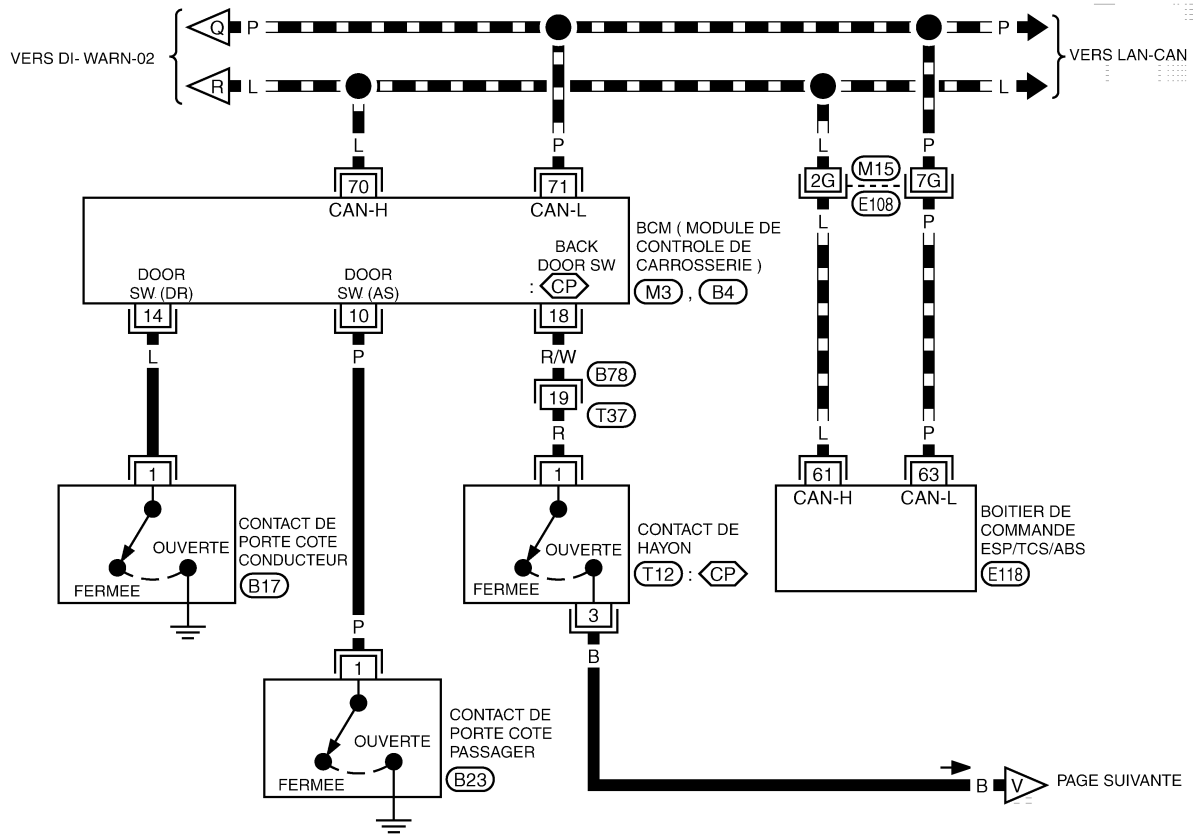 Q P P
VERS DI- WARN-02
VERS LAN-CAN
R L L
L P L P
70 71 2G M15 7G
E108
CAN-H CAN-L
L P
BCM ( MODULE DE
CONTROLE DE
CARROSSERIE )
M3 , B4
BACK
DOOR SW
: CP
DOOR
SW. (DR)
DOOR
SW. (AS)
14 10 18
L P R/W
B78
19
T37
R L P
1 1 61 63
CAN-H CAN-L
CONTACT DE
PORTE COTE
CONDUCTEUR
B17
OUVERTE
FERMEE
CONTACT DE
HAYON
T12 : CP
OUVERTE
FERMEE
BOITIER DE
COMMANDE
ESP/TCS/ABS
E118
3
P B
1
CONTACT DE
PORTE COTE
PASSAGER
B23
OUVERTE
FERMEE
B V PAGE SUIVANTE